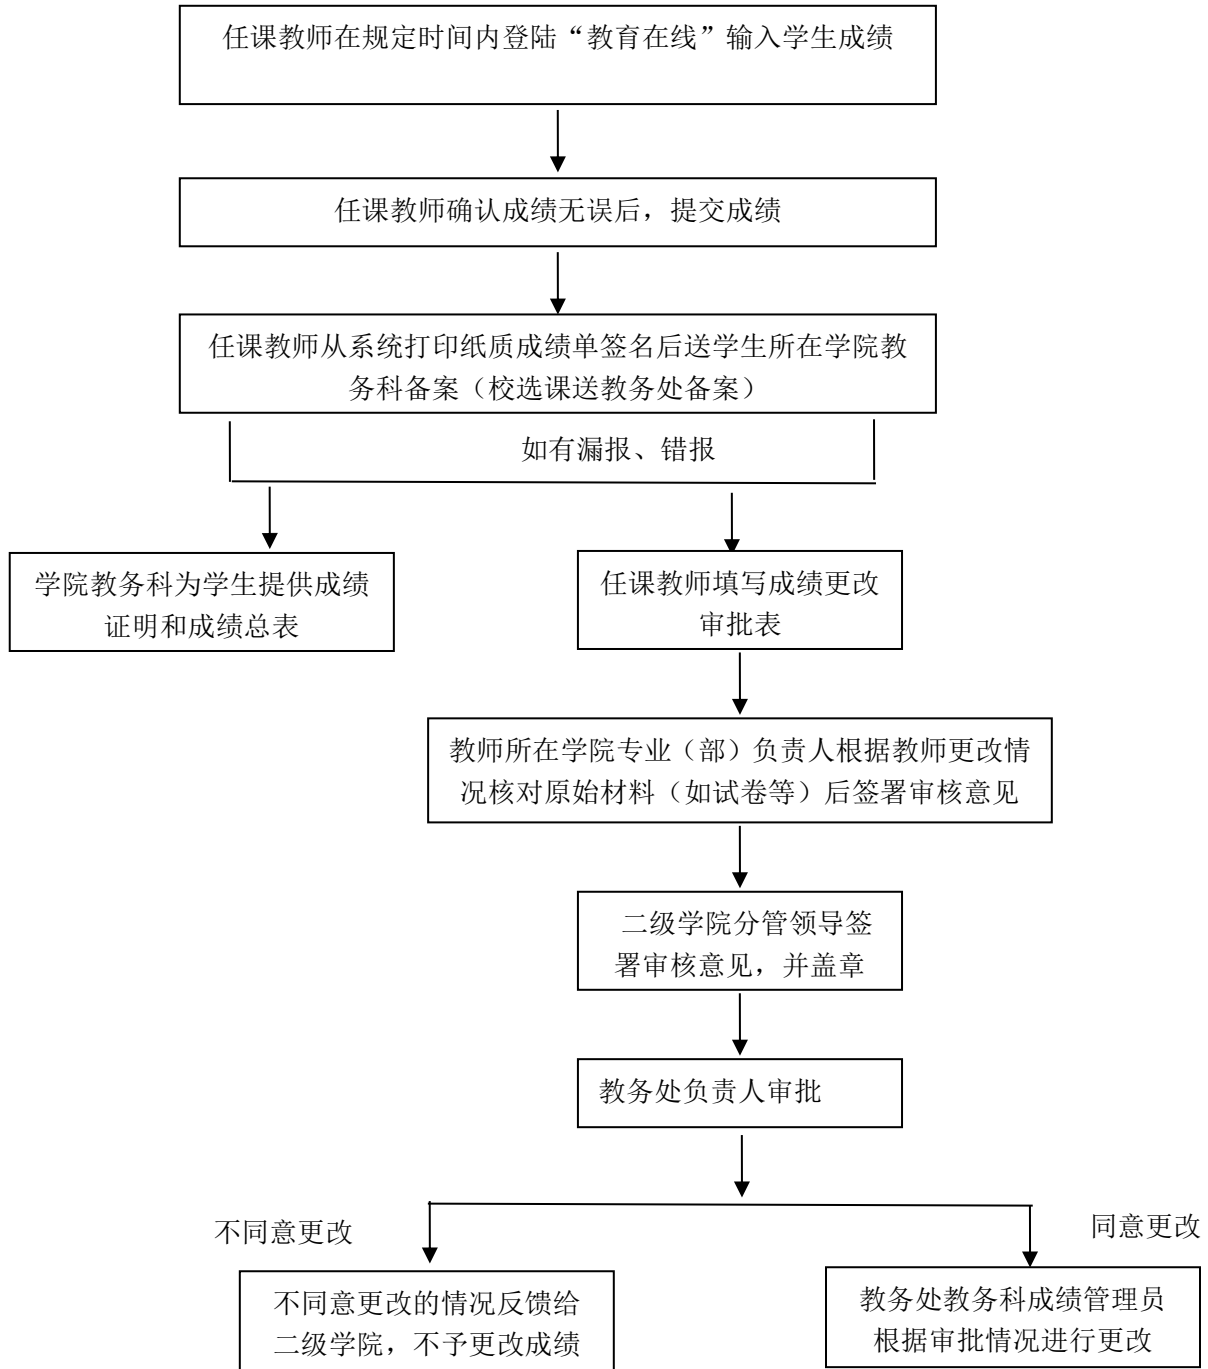 任课教师在规定时间内登陆“教育在线”输入学生成绩
任课教师确认成绩无误后，提交成绩
任课教师从系统打印纸质成绩单签名后送学生所在学院教
务科备案（校选课送教务处备案）
如有漏报、错报
学院教务科为学生提供成绩
证明和成绩总表
任课教师填写成绩更改
审批表
教师所在学院专业（部）负责人根据教师更改情
况核对原始材料（如试卷等）后签署审核意见
二级学院分管领导签
署审核意见，并盖章
教务处负责人审批
不同意更改
同意更改
不同意更改的情况反馈给
二级学院，不予更改成绩
教务处教务科成绩管理员
根据审批情况进行更改